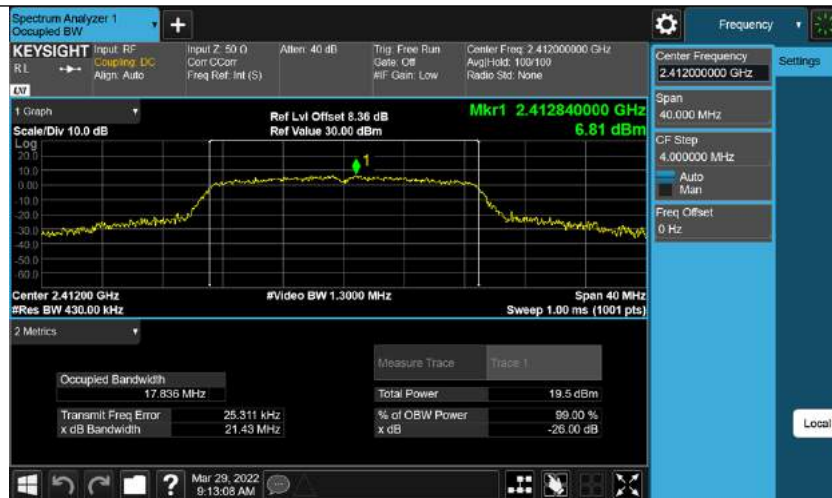 Spectrum Analyzer 1
Occupied BW
+
Frequency
KEYSIGHT
RL
LXI
Input: RF
Coupling: DC
Align: Auto
Input Z: 50 Ω
Corr CCorr
Freq Ref: Int (S)
Atten: 40 dB
Trig: Free Run
Gate: Off
#IF Gain: Low
Center Freq: 2.412000000 GHz
Avg|Hold: 100/100
Radio Std: None
Center Frequency
2.412000000 GHz
Settings
Span
40.000 MHz
CF Step
4.000000 MHz
Auto
Man
Freq Offset
0 Hz
Local
1 Graph
Scale/Div 10.0 dB
Ref Lvl Offset 8.36 dB
Ref Value 30.00 dBm
Mkr1 2.412840000 GHz
6.81 dBm
Log
20.0
10.0
0.00
-10.0
-20.0
-30.0
-40.0
-50.0
-60.0
1
Center 2.41200 GHz
#Res BW 430.00 kHz
#Video BW 1.3000 MHz
Span 40 MHz
Sweep 1.00 ms (1001 pts)
2 Metrics
Measure Trace
Trace 1
Occupied Bandwidth
17.836 MHz
Total Power
19.5 dBm
Transmit Freq Error
25.311 kHz
% of OBW Power
99.00 %
x dB Bandwidth
21.43 MHz
x dB
-26.00 dB
?
Mar 29, 2022
9:13:08 AM